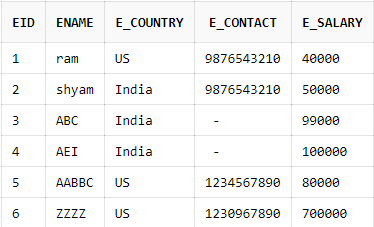 EID ENAME E_COUNTRY E_CONTACT E_SALARY
1 ram US 9876543210 40000
2 shyam India 9876543210 50000
3 ABC India - 99000
4 AEI India - 100000
5 AABBC US 1234567890 80000
6 ZZZZ US 1230967890 700000